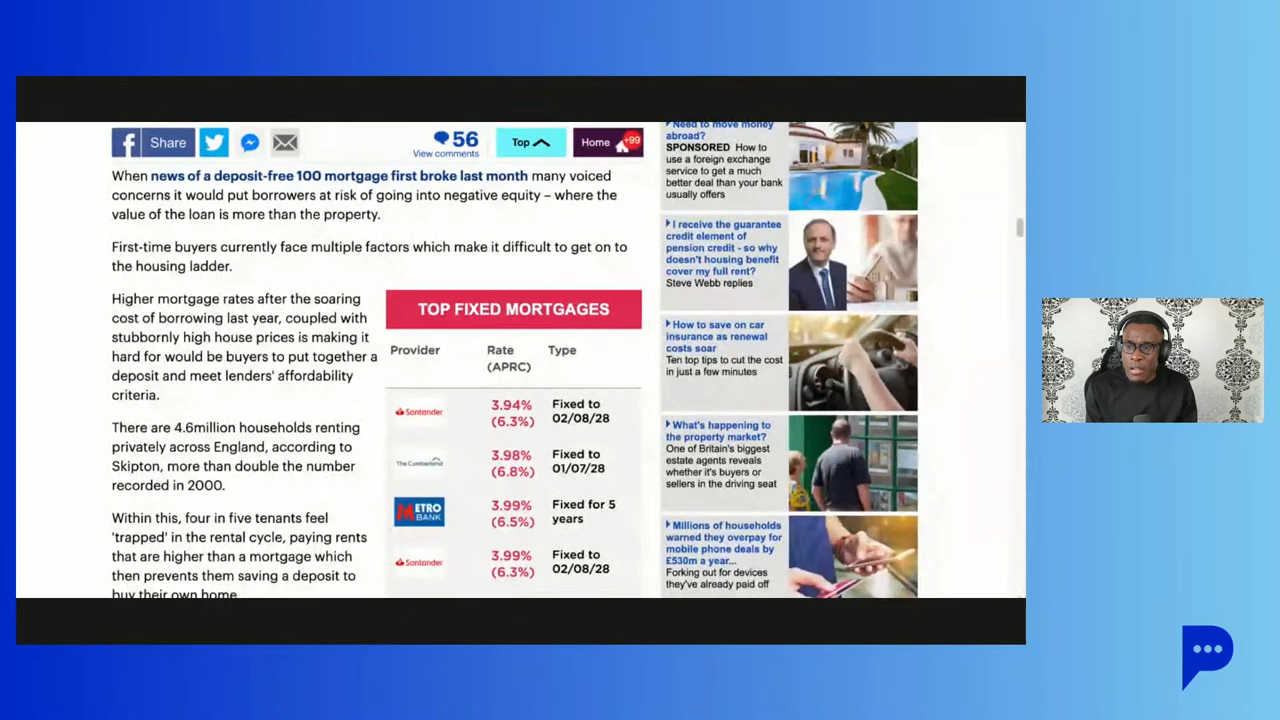 Share
56
View comments
Top
Home
+99
When news of a deposit-free 100 mortgage first broke last month many voiced
concerns it would put borrowers at risk of going into negative equity – where the
value of the loan is more than the property.
First-time buyers currently face multiple factors which make it difficult to get on to
the housing ladder.
Higher mortgage rates after the soaring
cost of borrowing last year, coupled with
stubbornly high house prices is making it
hard for would be buyers to put together a
deposit and meet lenders' affordability
criteria.
There are 4.6million households renting
privately across England, according to
Skipton, more than double the number
recorded in 2000.
Within this, four in five tenants feel
'trapped' in the rental cycle, paying rents
that are higher than a mortgage which
then prevents them saving a deposit to
buy their own home.
TOP FIXED MORTGAGES
Provider Rate (APRC) Type
Santander 3.94% (6.3%) Fixed to 02/08/28
The Cumberland 3.98% (6.8%) Fixed to 01/07/28
METRO BANK 3.99% (6.5%) Fixed for 5 years
Santander 3.99% (6.3%) Fixed to 02/08/28
Need to move money
abroad?
SPONSORED How to
use a foreign exchange
service to get a much
better deal than your bank
usually offers
I receive the guarantee
credit element of
pension credit - so why
doesn't housing benefit
cover my full rent?
Steve Webb replies
How to save on car
insurance as renewal
costs soar
Ten top tips to cut the cost
in just a few minutes
What's happening to
the property market?
One of Britain's biggest
estate agents reveals
whether it's buyers or
sellers in the driving seat
Millions of households
warned they overpay for
mobile phone deals by
£530m a year...
Forking out for devices
they've already paid off